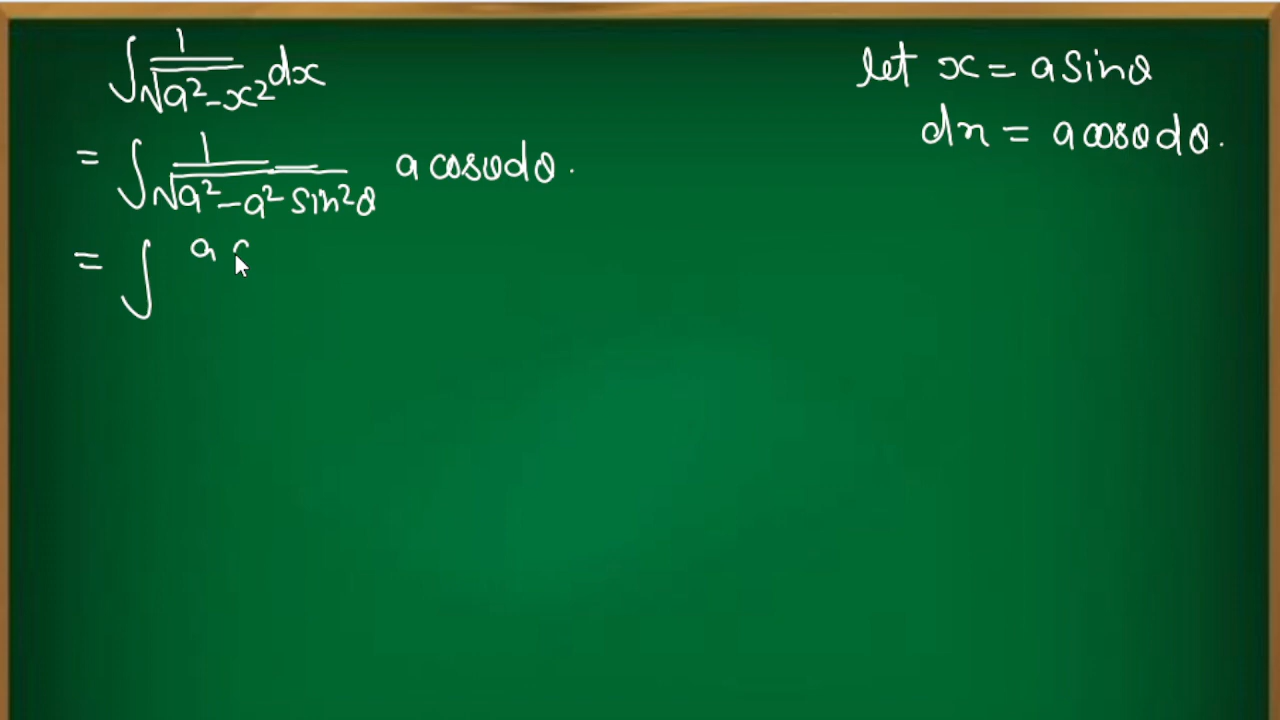 ∫ 1/√(a² - x²) dx
let x = a sinθ
dx = a cosθ dθ.
= ∫ 1/√(a² - a² sin²θ) a cosθ dθ.
= ∫ a